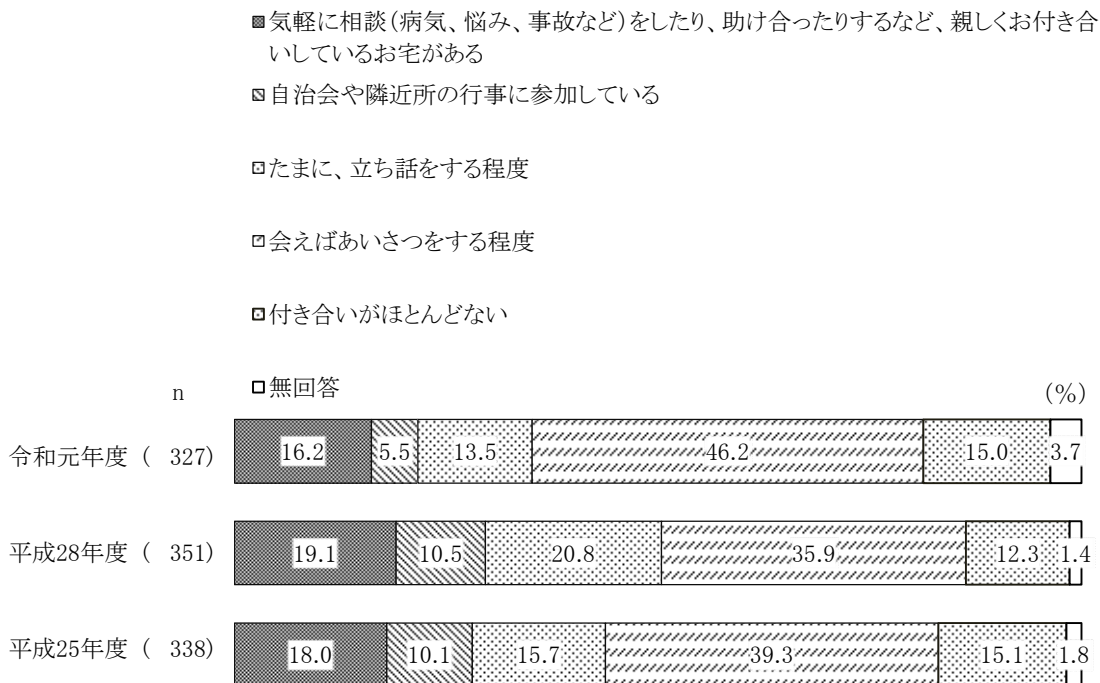 気軽に相談(病気、悩み、事故など)をしたり、助け合ったりするなど、親しくお付き合
いしているお宅がある
自治会や隣近所の行事に参加している
たまに、立ち話をする程度
会えばあいさつをする程度
付き合いがほとんどない
n 無回答 (%)
令和元年度 ( 327) 16.2 5.5 13.5 46.2 15.0 3.7
平成28年度 ( 351) 19.1 10.5 20.8 35.9 12.3 1.4
平成25年度 ( 338) 18.0 10.1 15.7 39.3 15.1 1.8